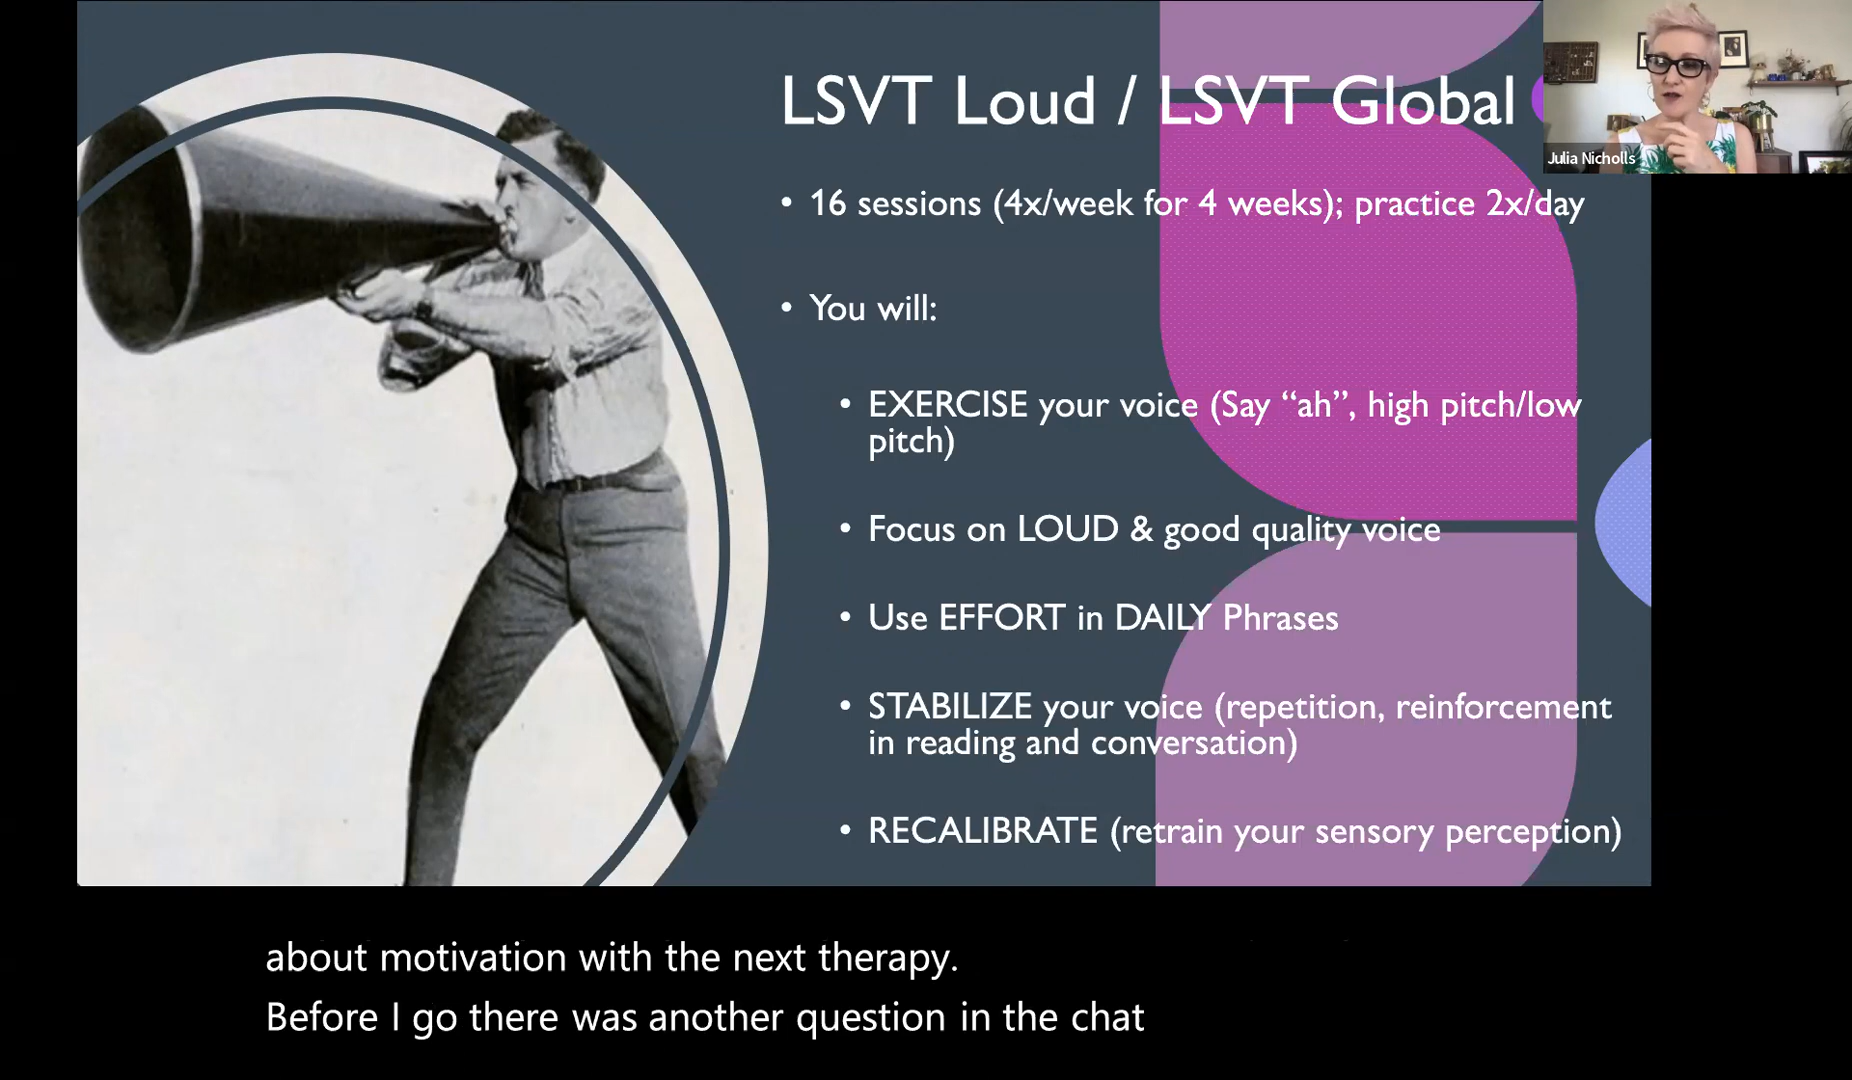 LSVT Loud / LSVT Global
Julia Nicholls
• 16 sessions (4x/week for 4 weeks); practice 2x/day
• You will:
• EXERCISE your voice (Say “ah”, high pitch/low
pitch)
• Focus on LOUD & good quality voice
• Use EFFORT in DAILY Phrases
• STABILIZE your voice (repetition, reinforcement
in reading and conversation)
• RECALIBRATE (retrain your sensory perception)
about motivation with the next therapy.
Before I go there was another question in the chat